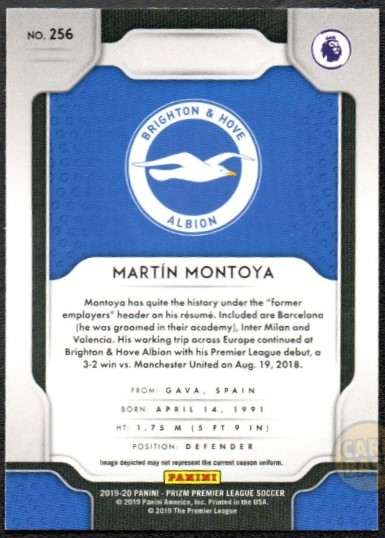 NO. 256
BRIGHTON & HOVE
ALBION
MARTÍN MONTOYA
Montoya has quite the history under the "former
employers" header on his résumé. Included are Barcelona
(he was groomed in their academy), Inter Milan and
Valencia. His working trip across Europe continued at
Brighton & Hove Albion with his Premier League debut, a
3-2 win vs. Manchester United on Aug. 19, 2018.
FROM: GAVA, SPAIN
BORN: APRIL 14, 1991
HT: 1.75 M (5 FT 9 IN)
POSITION: DEFENDER
Image depicted may not represent the current season uniform.
PANINI
2019-20 PANINI - PRIZM PREMIER LEAGUE SOCCER
© 2019 Panini America, Inc. Printed in the USA.
© 2019 The Premier League